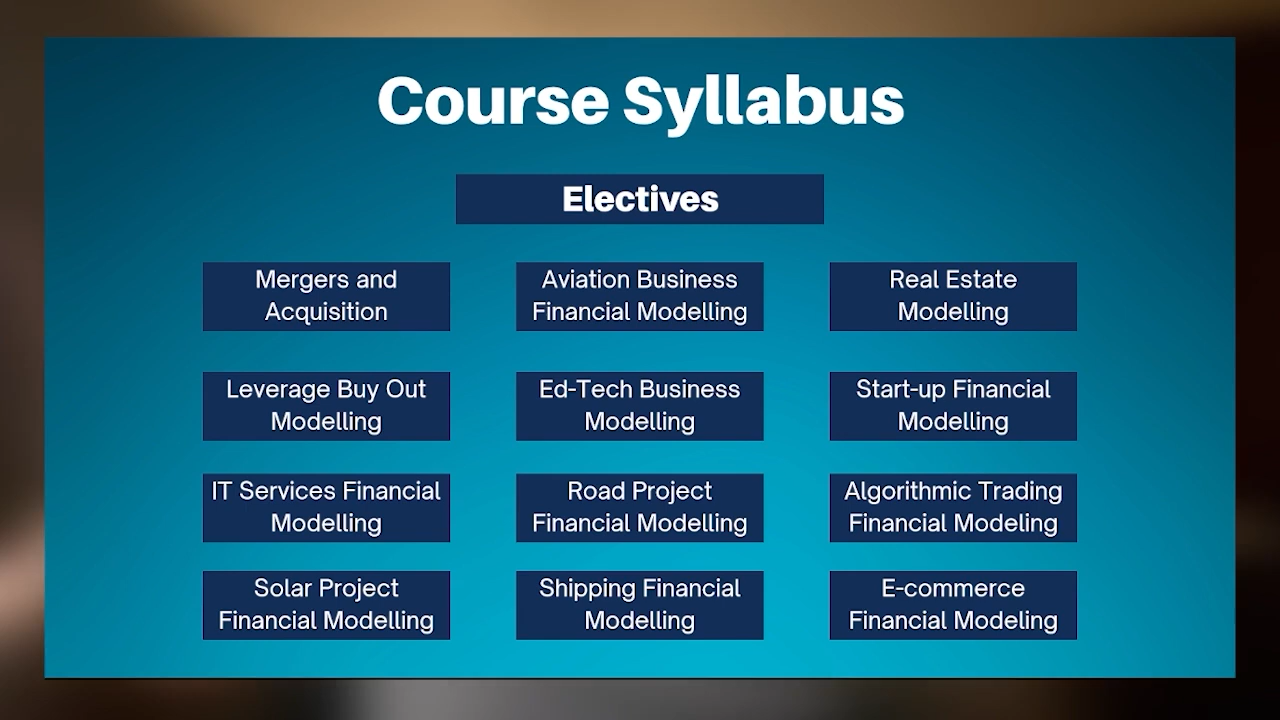 Course Syllabus
Electives
Mergers and
Acquisition
Aviation Business
Financial Modelling
Real Estate
Modelling
Leverage Buy Out
Modelling
Ed-Tech Business
Modelling
Start-up Financial
Modelling
IT Services Financial
Modelling
Road Project
Financial Modelling
Algorithmic Trading
Financial Modeling
Solar Project
Financial Modelling
Shipping Financial
Modelling
E-commerce
Financial Modeling